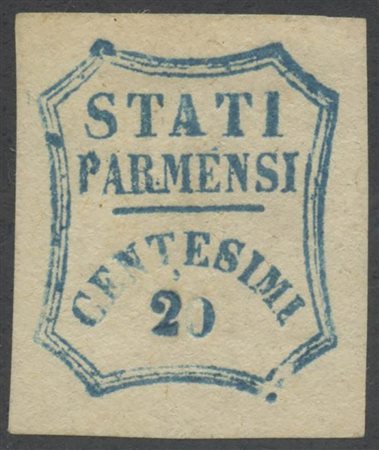 STATI
PARMENSI
CENTESIMI
20